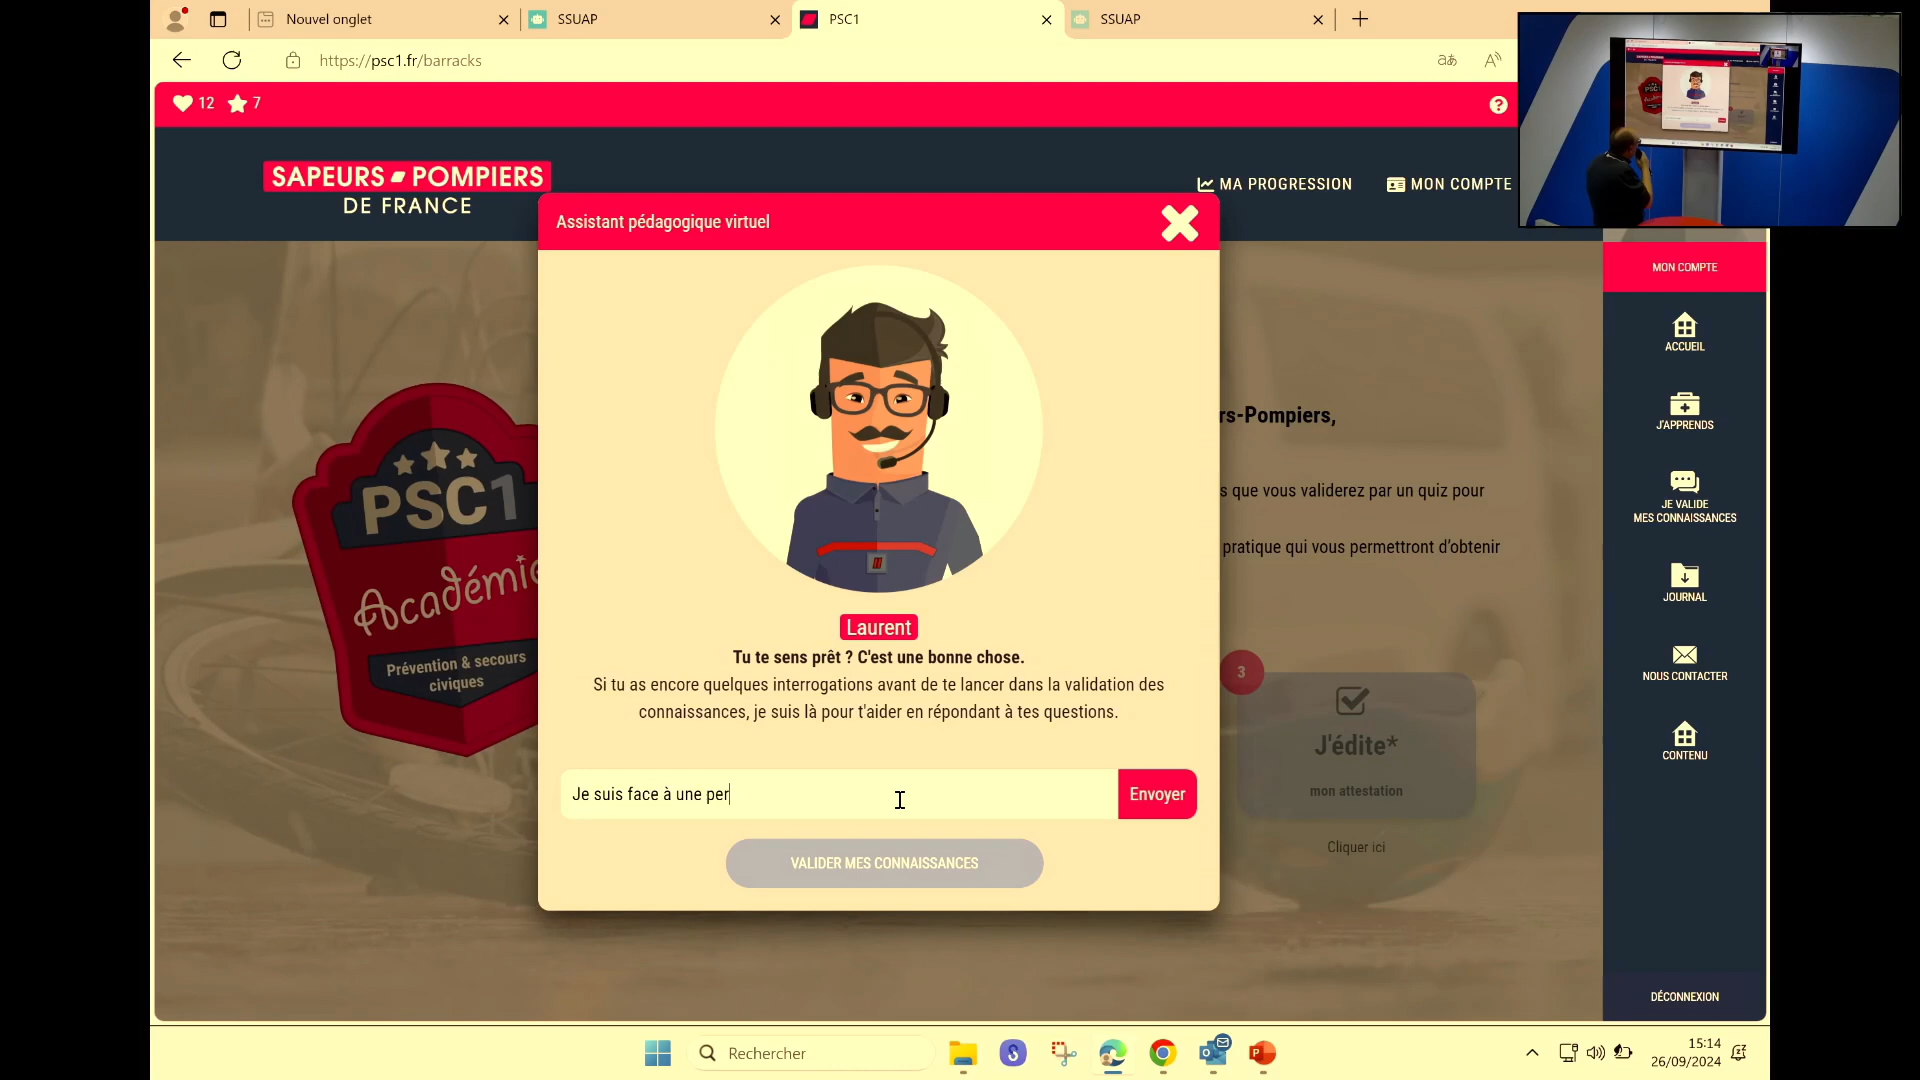 Nouvel onglet
SSUAP
PSC1
SSUAP
https://psc1.fr/barracks
12
7
SAPEURS-POMPIERS
DE FRANCE
MA PROGRESSION
MON COMPTE
Assistant pédagogique virtuel
MON COMPTE
ACCUEIL
J'APPRENDS
JE VALIDE
MES CONNAISSANCES
JOURNAL
NOUS CONTACTER
CONTENU
DÉCONNEXION
PSC1
Académie
Prévention & secours
civiques
rs-Pompiers,
s que vous validerez par un quiz pour
pratique qui vous permettront d'obtenir
Laurent
Tu te sens prêt ? C'est une bonne chose.
Si tu as encore quelques interrogations avant de te lancer dans la validation des
connaissances, je suis là pour t'aider en répondant à tes questions.
Je suis face à une per
Envoyer
VALIDER MES CONNAISSANCES
3
J'édite*
mon attestation
Cliquer ici
Rechercher
15:14
26/09/2024